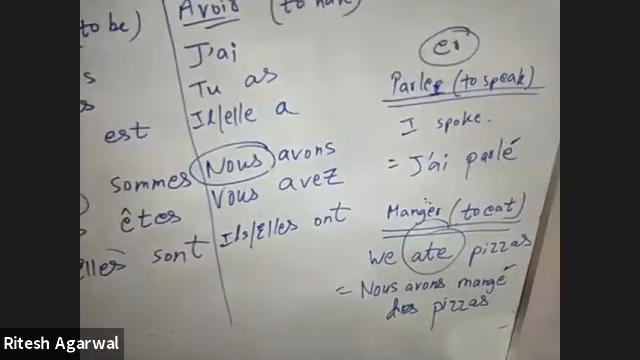 to be)
s
s
est
sommes
êtes
elles sont
Avoir (to have)
J'ai
Tu as
Il/elle a
Nous avons
Vous avez
Ils/Elles ont
er
Parler (to speak)
I spoke.
= J'ai parlé
Manger (to eat)
We ate pizzas
= Nous avons mangé
des pizzas
Ritesh Agarwal